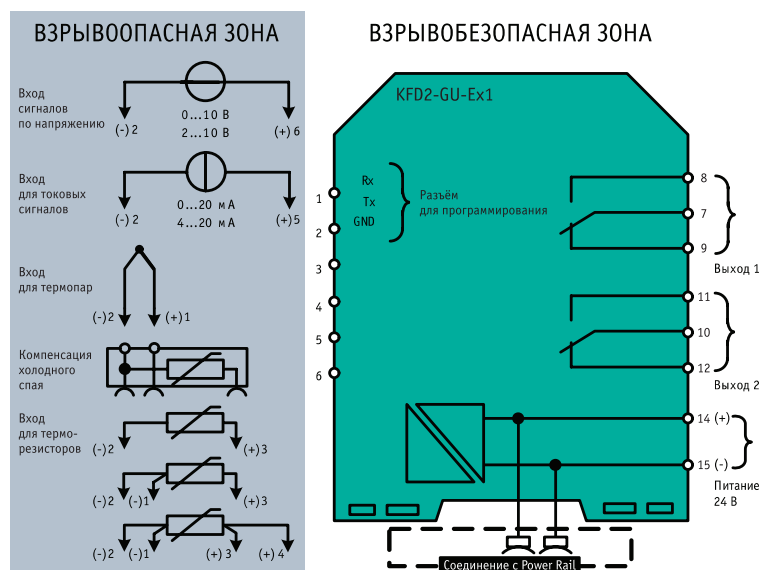 ВЗРЫВООПАСНАЯ ЗОНА
Вход
сигналов
по напряжению
0...10 В
2...10 В
(-)2
(+)6
Вход
для токовых
сигналов
0...20 мА
4...20 мА
(-)2
(+)5
Вход
для термопар
(-)2
(+)1
Компенсация
холодного
спая
Вход
для термо-
резисторов
(-)2
(+)3
(-)2
(-)1
(+)3
(-)2
(-)1
(+)3
(+)4
ВЗРЫВОБЕЗОПАСНАЯ ЗОНА
KFD2-GU-Ex1
1
2
3
4
5
6
Rx
Tx
GND
Разъём
для программирования
8
7
9
Выход 1
11
10
12
Выход 2
14 (+)
15 (-)
Питание
24 В
Соединение с Power Rail